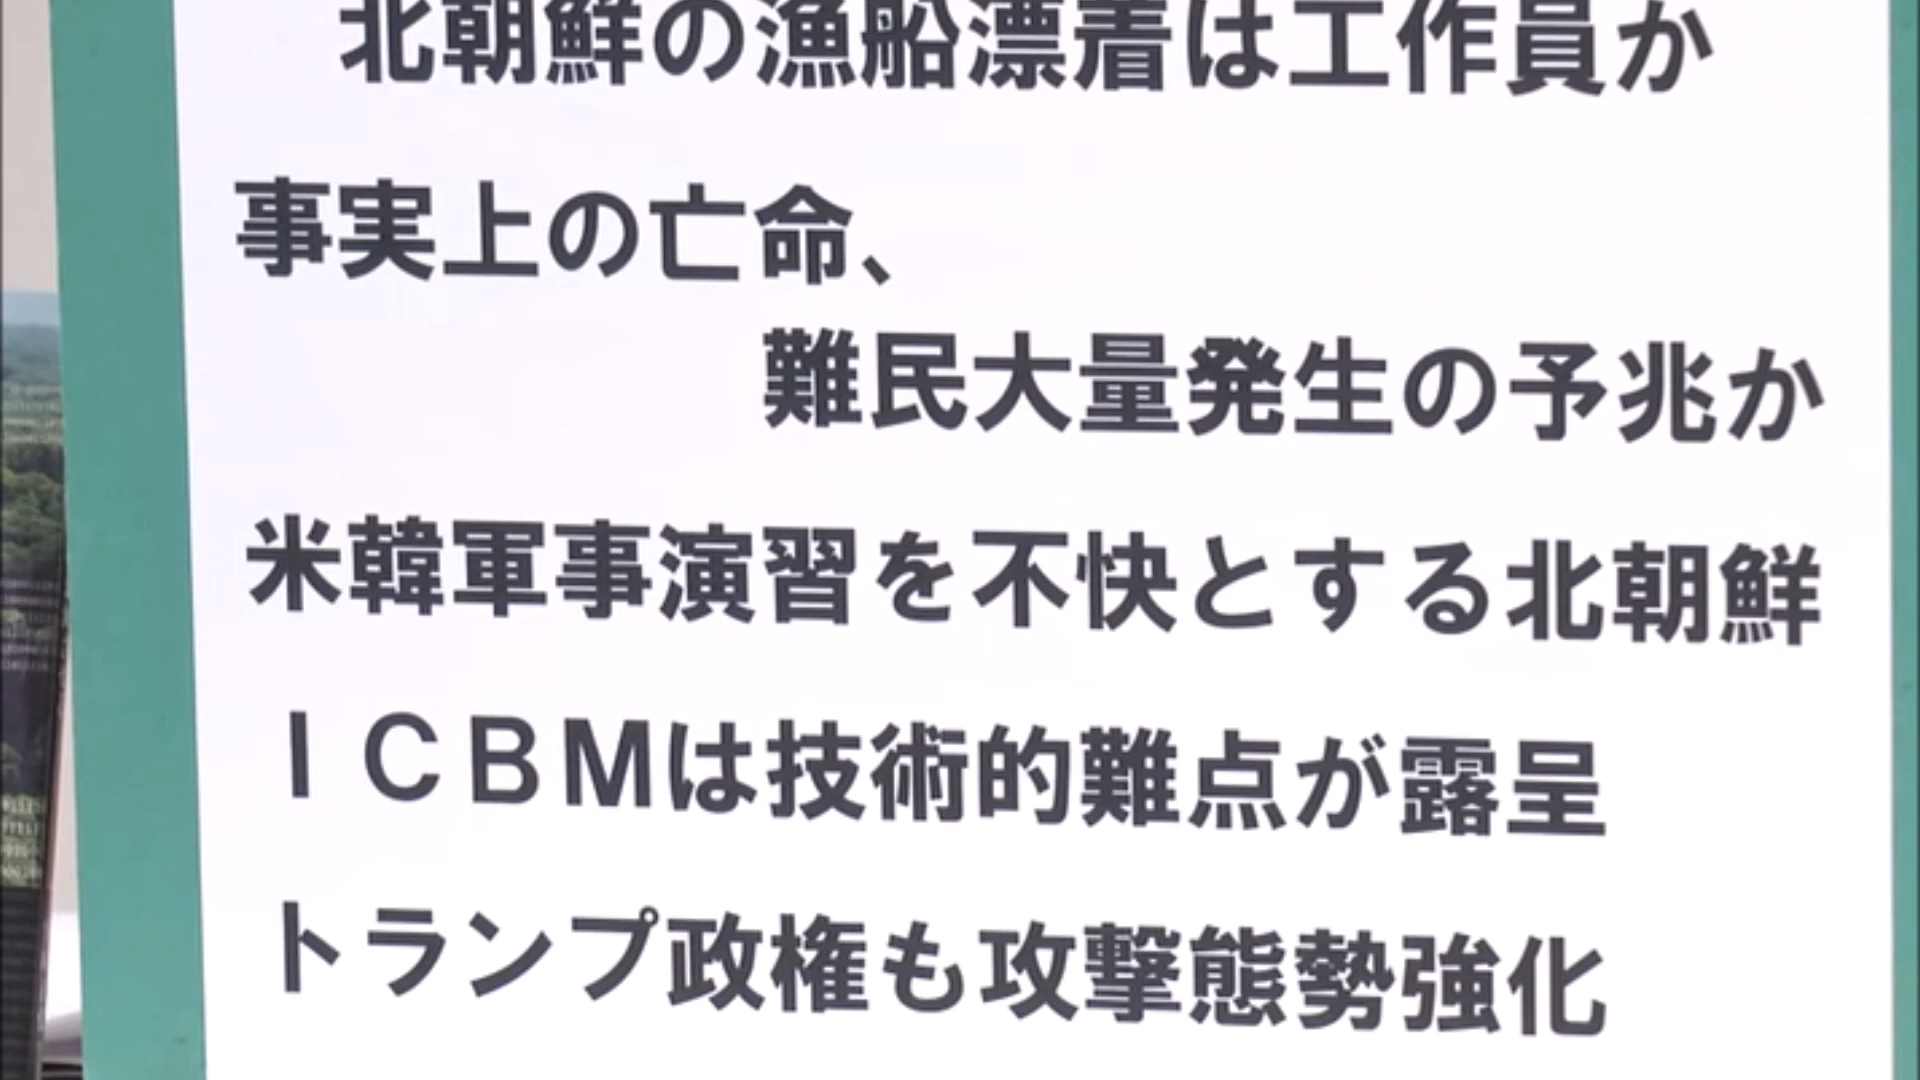 北朝鮮の漁船漂着は工作員か
事実上の亡命、
難民大量発生の予兆か
米韓軍事演習を不快とする北朝鮮
ICBMは技術的難点が露呈
トランプ政権も攻撃態勢強化